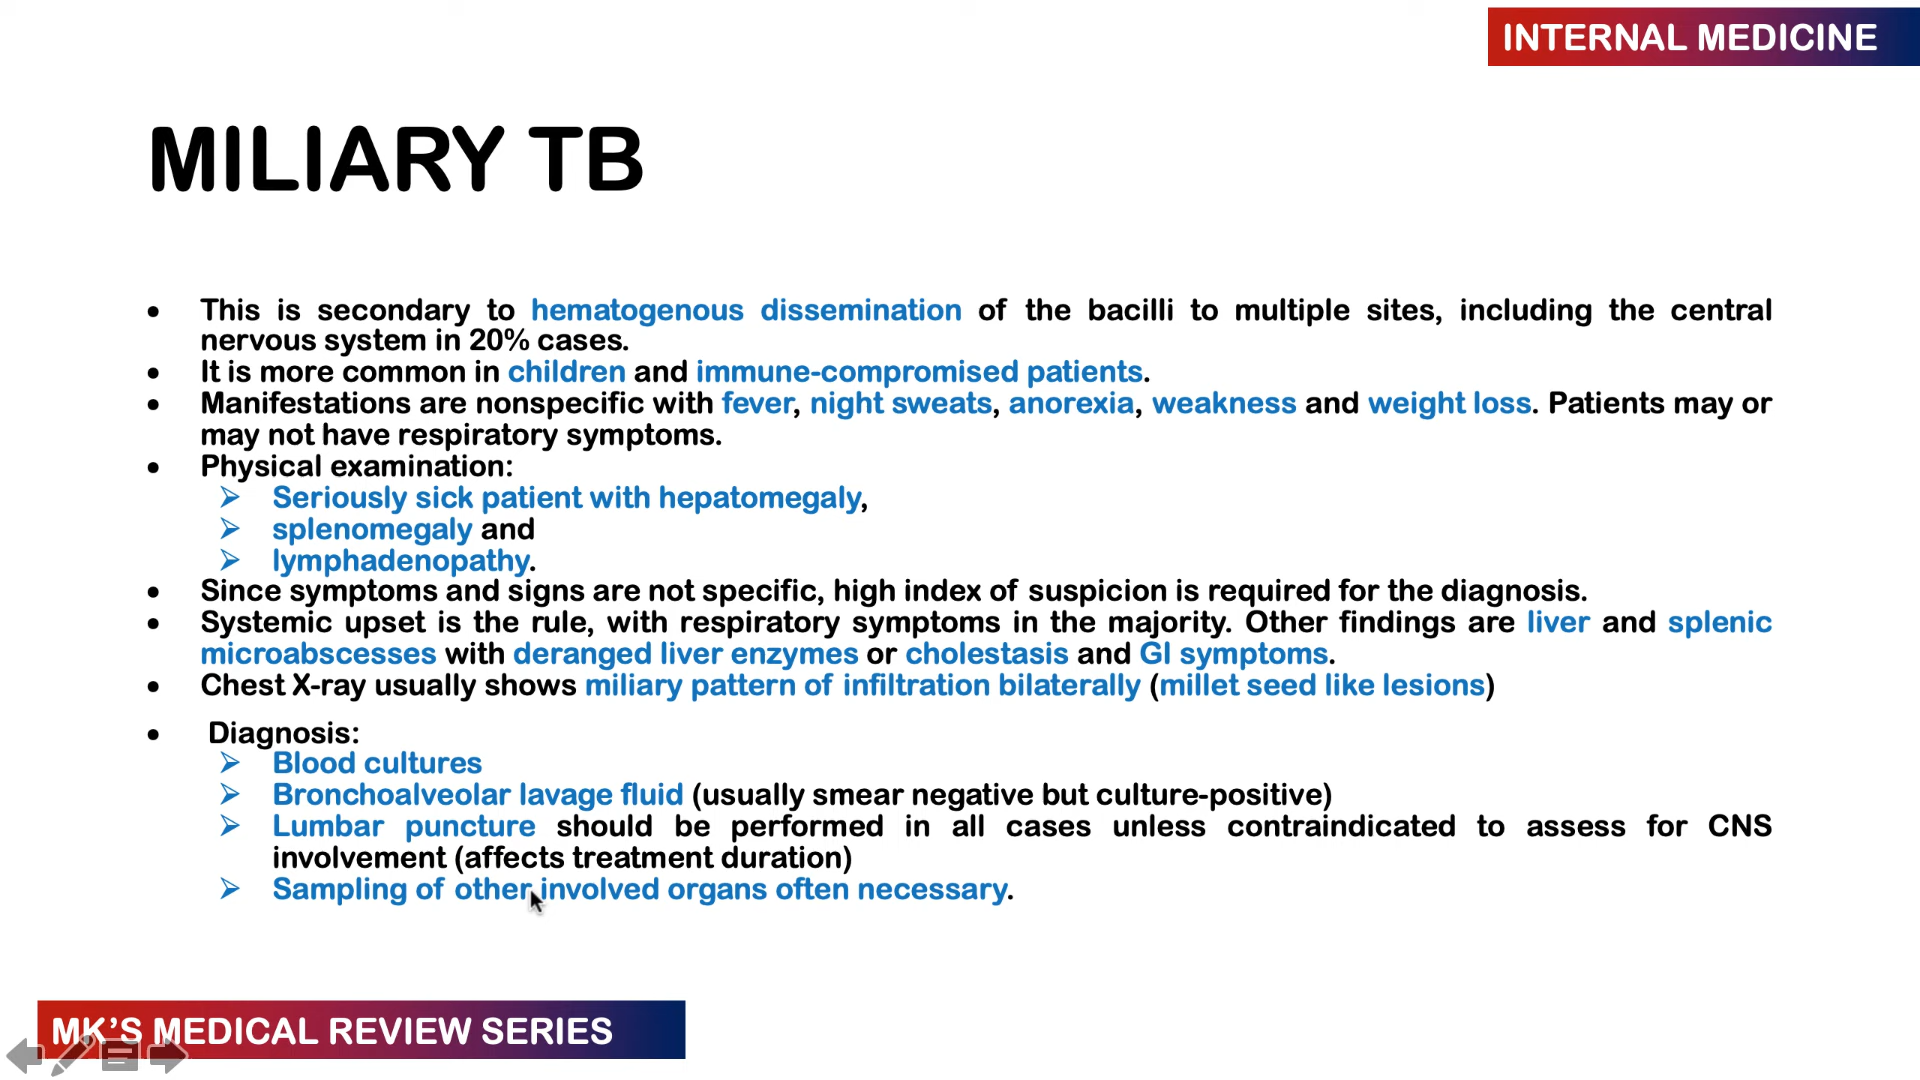 INTERNAL MEDICINE
MILIARY TB
• This is secondary to hematogenous dissemination of the bacilli to multiple sites, including the central
nervous system in 20% cases.
• It is more common in children and immune-compromised patients.
• Manifestations are nonspecific with fever, night sweats, anorexia, weakness and weight loss. Patients may or
may not have respiratory symptoms.
• Physical examination:
➢ Seriously sick patient with hepatomegaly,
➢ splenomegaly and
➢ lymphadenopathy.
• Since symptoms and signs are not specific, high index of suspicion is required for the diagnosis.
• Systemic upset is the rule, with respiratory symptoms in the majority. Other findings are liver and splenic
microabscesses with deranged liver enzymes or cholestasis and GI symptoms.
• Chest X-ray usually shows miliary pattern of infiltration bilaterally (millet seed like lesions)
• Diagnosis:
➢ Blood cultures
➢ Bronchoalveolar lavage fluid (usually smear negative but culture-positive)
➢ Lumbar puncture should be performed in all cases unless contraindicated to assess for CNS
involvement (affects treatment duration)
➢ Sampling of other involved organs often necessary.
MK'S MEDICAL REVIEW SERIES